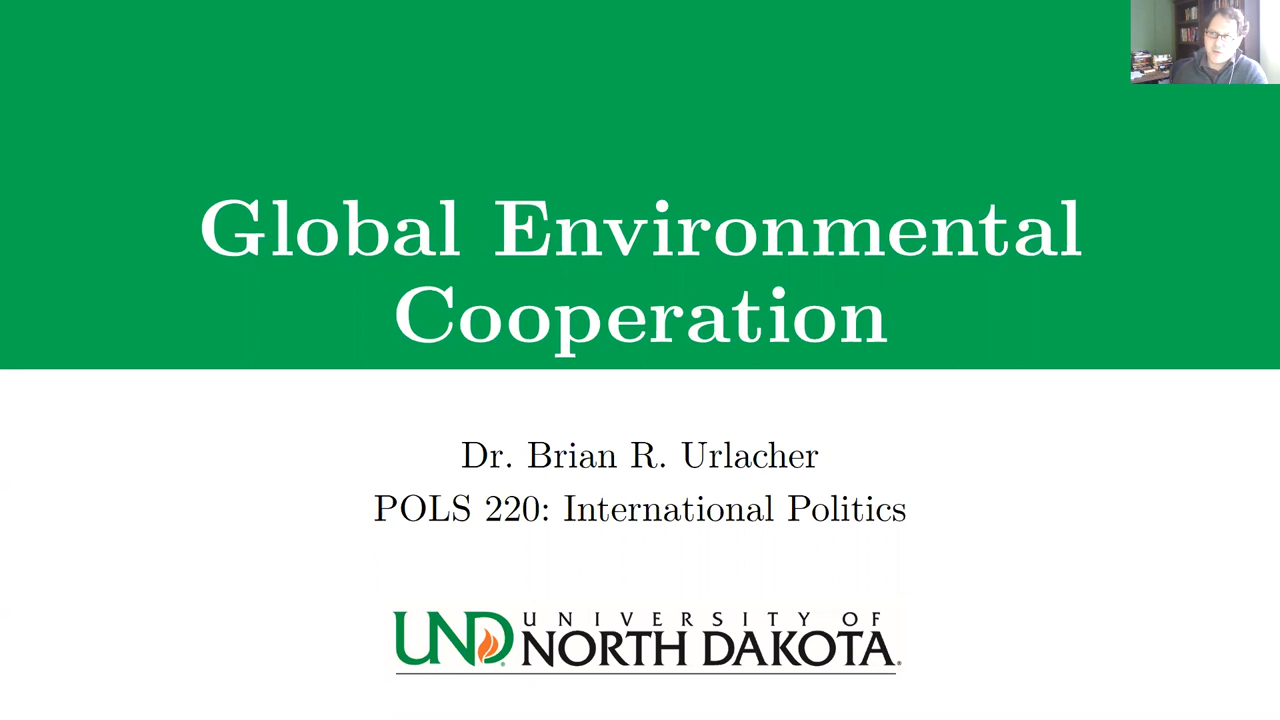 Global Environmental
Cooperation
Dr. Brian R. Urlacher
POLS 220: International Politics
UND UNIVERSITY OF
NORTH DAKOTA